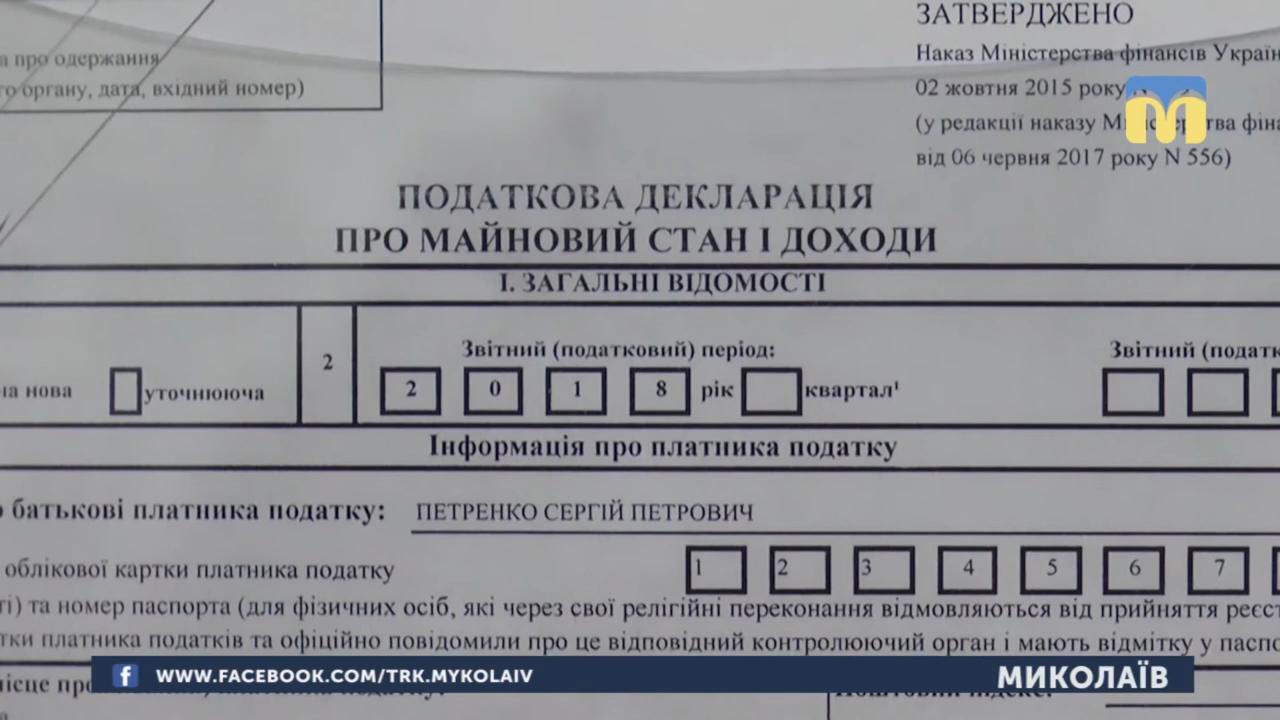 ЗАТВЕРДЖЕНО
а про одержання
Наказ Міністерства фінансів Україн
го органу, дата, вхідний номер)
02 жовтня 2015 року
(у редакції наказу Міністерства фіна
від 06 червня 2017 року N 556)
ПОДАТКОВА ДЕКЛАРАЦІЯ
ПРО МАЙНОВИЙ СТАН І ДОХОДИ
І. ЗАГАЛЬНІ ВІДОМОСТІ
2 Звітний (податковий) період: Звітний (податк
на нова уточнююча 2 0 1 8 рік квартал¹
Інформація про платника податку
о батькові платника податку: ПЕТРЕНКО СЕРГІЙ ПЕТРОВИЧ
облікової картки платника податку 1 2 3 4 5 6 7
ті) та номер паспорта (для фізичних осіб, які через свої релігійні переконання відмовляються від прийняття реєст
тки платника податків та офіційно повідомили про це відповідний контролюючий орган і мають відмітку у паспо
WWW.FACEBOOK.COM/TRK.MYKOLAIV МИКОЛАЇВ